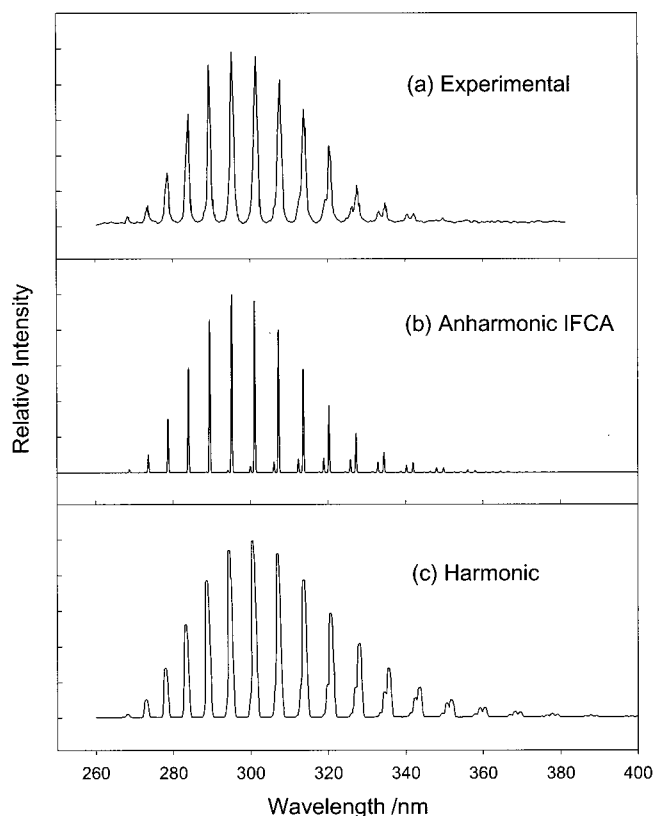 (a) Experimental
(b) Anharmonic IFCA
(c) Harmonic
Relative Intensity
260 280 300 320 340 360 380 400
Wavelength /nm